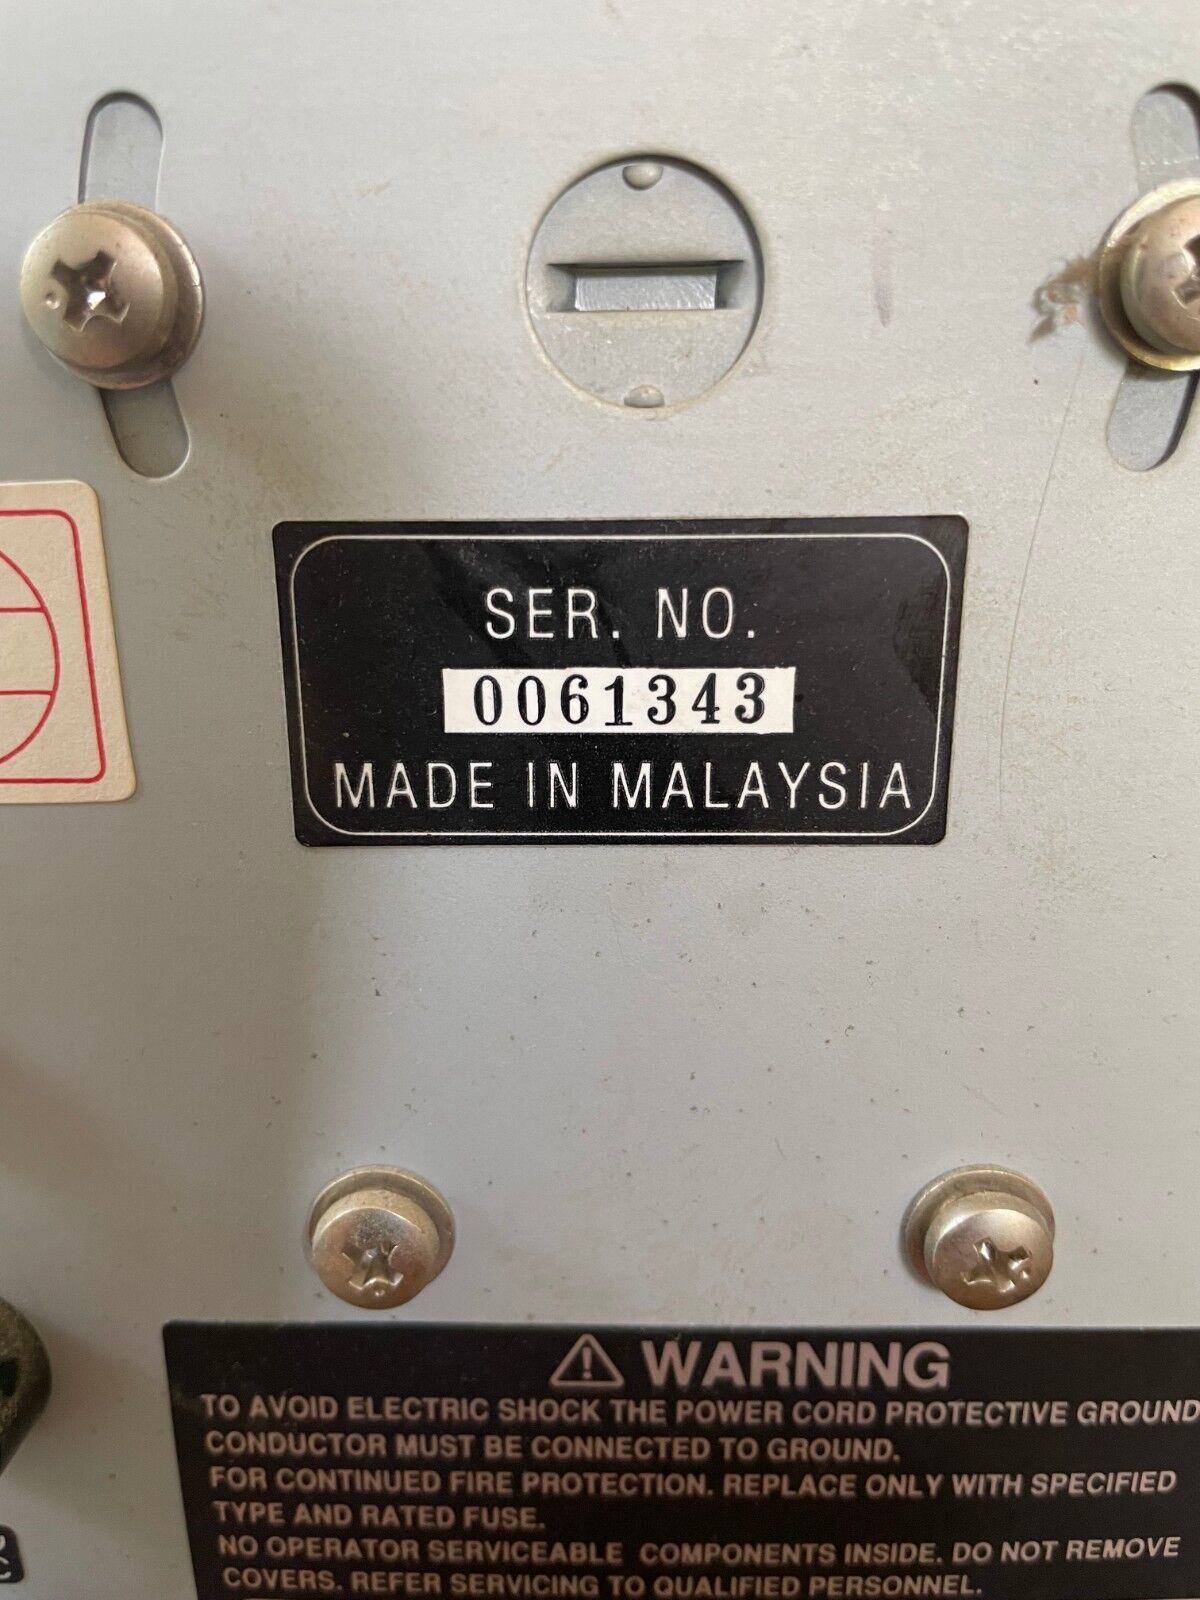 SER. NO.
0061343
MADE IN MALAYSIA
⚠ WARNING
TO AVOID ELECTRIC SHOCK THE POWER CORD PROTECTIVE GROUND
CONDUCTOR MUST BE CONNECTED TO GROUND.
FOR CONTINUED FIRE PROTECTION. REPLACE ONLY WITH SPECIFIED
TYPE AND RATED FUSE.
NO OPERATOR SERVICEABLE COMPONENTS INSIDE. DO NOT REMOVE
COVERS. REFER SERVICING TO QUALIFIED PERSONNEL.